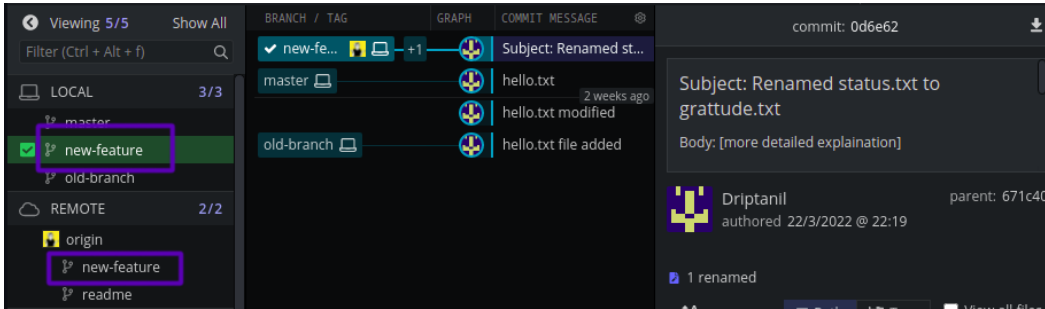 Viewing 5/5 Show All
Filter (Ctrl + Alt + f)
LOCAL 3/3
master
new-feature
old-branch
REMOTE 2/2
origin
new-feature
readme
BRANCH / TAG GRAPH COMMIT MESSAGE
new-fe... +1 Subject: Renamed st...
master hello.txt
2 weeks ago
hello.txt modified
old-branch hello.txt file added
commit: 0d6e62
Subject: Renamed status.txt to
grattude.txt
Body: [more detailed explaination]
Driptanil parent: 671c40
authored 22/3/2022 @ 22:19
1 renamed
View all files